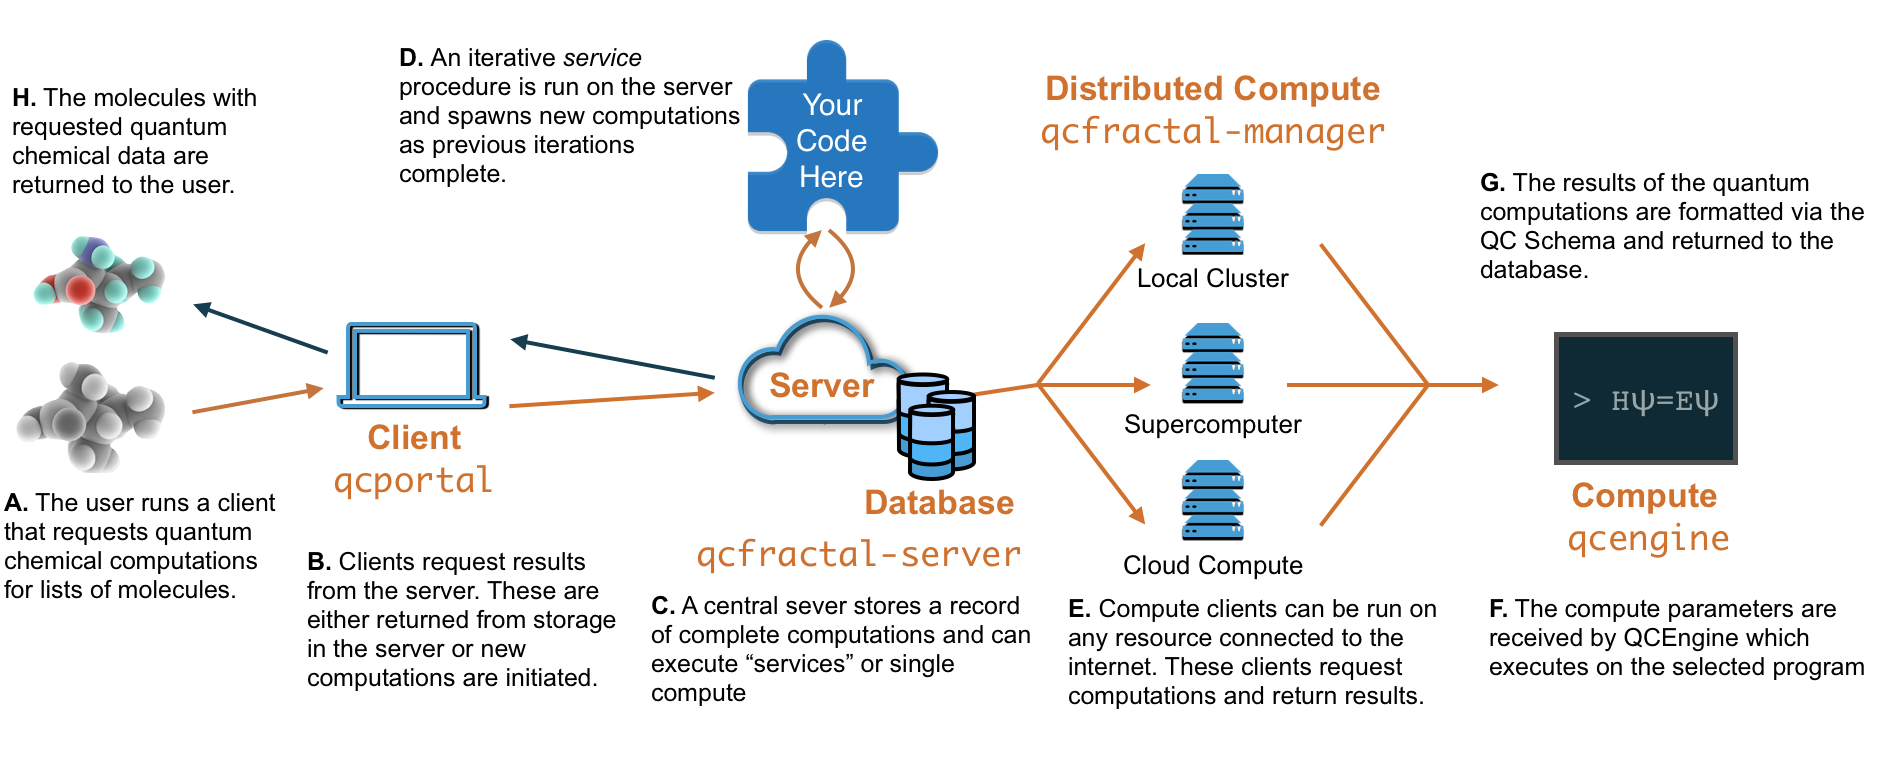 H. The molecules with
requested quantum
chemical data are
returned to the user.
A. The user runs a client
that requests quantum
chemical computations
for lists of molecules.
Client
qcportal
B. Clients request results
from the server. These are
either returned from storage
in the server or new
computations are initiated.
D. An iterative service
procedure is run on the server
and spawns new computations
as previous iterations
complete.
Your
Code
Here
Server
Database
qcfractal-server
C. A central sever stores a record
of complete computations and can
execute “services” or single
compute
Distributed Compute
qcfractal-manager
Local Cluster
Supercomputer
Cloud Compute
E. Compute clients can be run on
any resource connected to the
internet. These clients request
computations and return results.
G. The results of the quantum
computations are formatted via the
QC Schema and returned to the
database.
> Hψ=Eψ
Compute
qcengine
F. The compute parameters are
received by QCEngine which
executes on the selected program